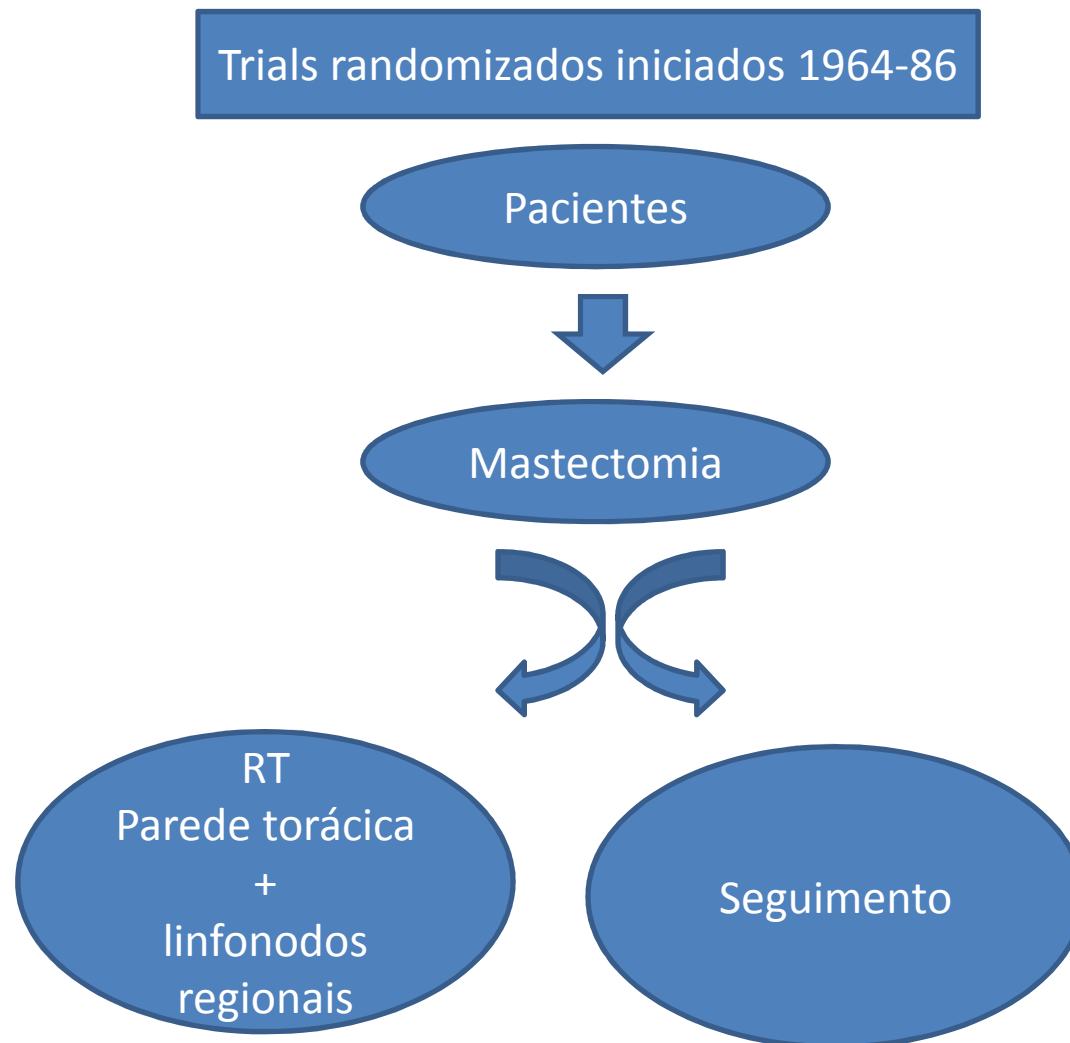 Trials randomizados iniciados 1964-86
Pacientes
Mastectomia
RT
Parede torácica
+
linfonodos
regionais
Seguimento